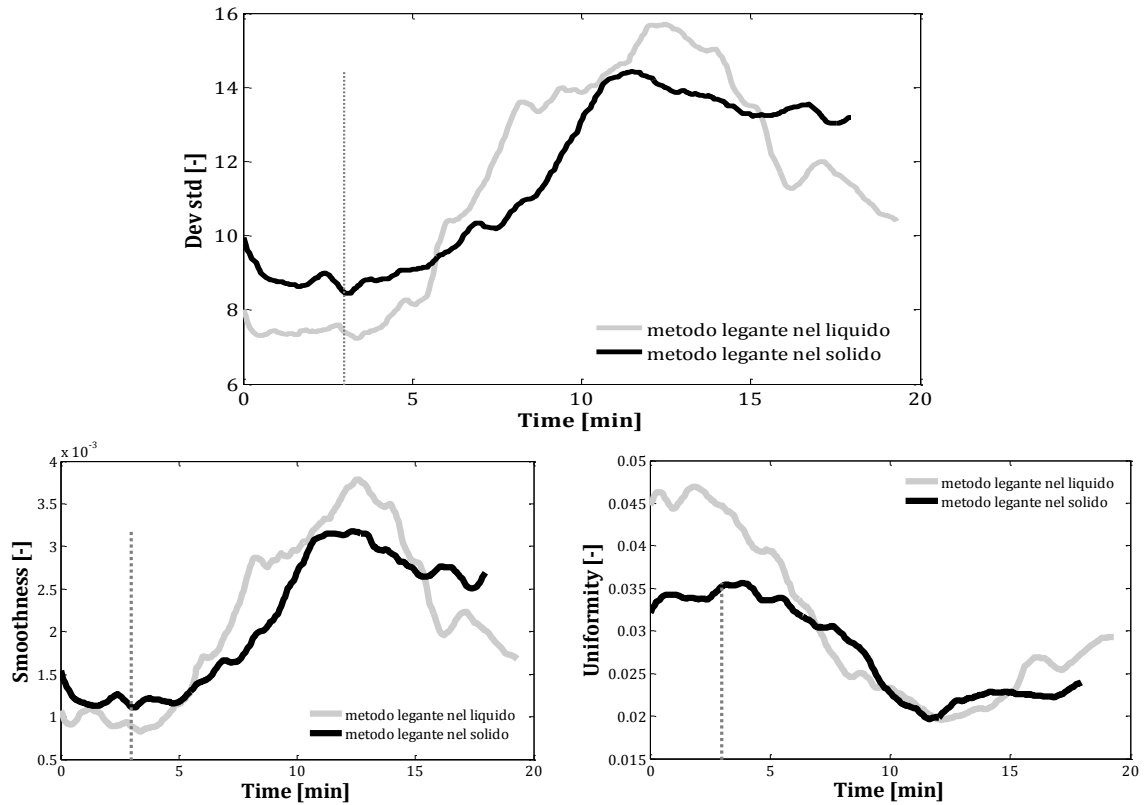 16
14
12
10
8
6
Dev std [-]
metodo legante nel liquido
metodo legante nel solido
0
5
10
15
20
Time [min]
x 10⁻³
4
3.5
3
2.5
2
1.5
1
0.5
Smoothness [-]
metodo legante nel liquido
metodo legante nel solido
0
5
10
15
20
Time [min]
0.05
0.045
0.04
0.035
0.03
0.025
0.02
0.015
Uniformity [-]
metodo legante nel liquido
metodo legante nel solido
0
5
10
15
20
Time [min]